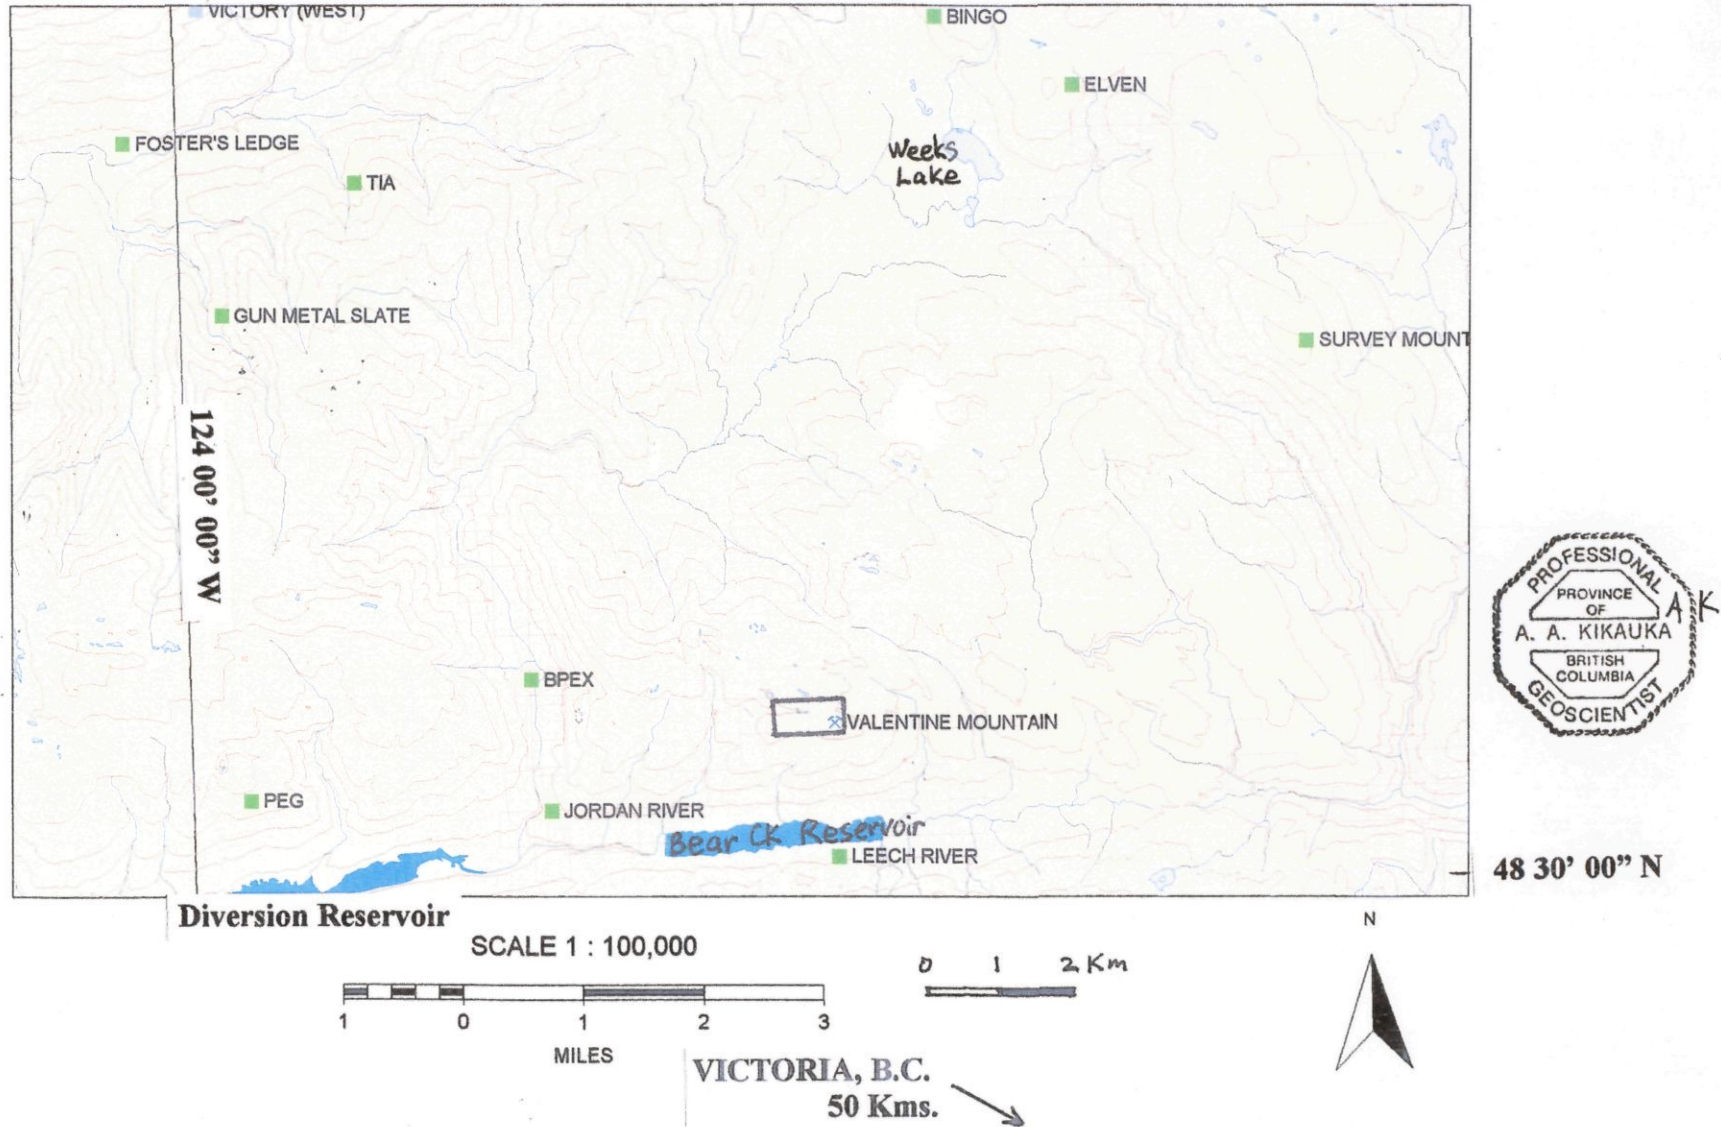 VICTORY (WEST)
BINGO
ELVEN
FOSTER'S LEDGE
Weeks
Lake
TIA
GUN METAL SLATE
SURVEY MOUNT
124 00’ 00” W
PROFESSIONAL
PROVINCE
OF
A. A. KIKAUKA
BRITISH
COLUMBIA
GEOSCIENTIST
A K
BPEX
VALENTINE MOUNTAIN
PEG
JORDAN RIVER
Bear CK Reservoir
LEECH RIVER
48 30’ 00” N
Diversion Reservoir
N
SCALE 1 : 100,000
0 1 2 Km
1 0 1 2 3
MILES
VICTORIA, B.C.
50 Kms.